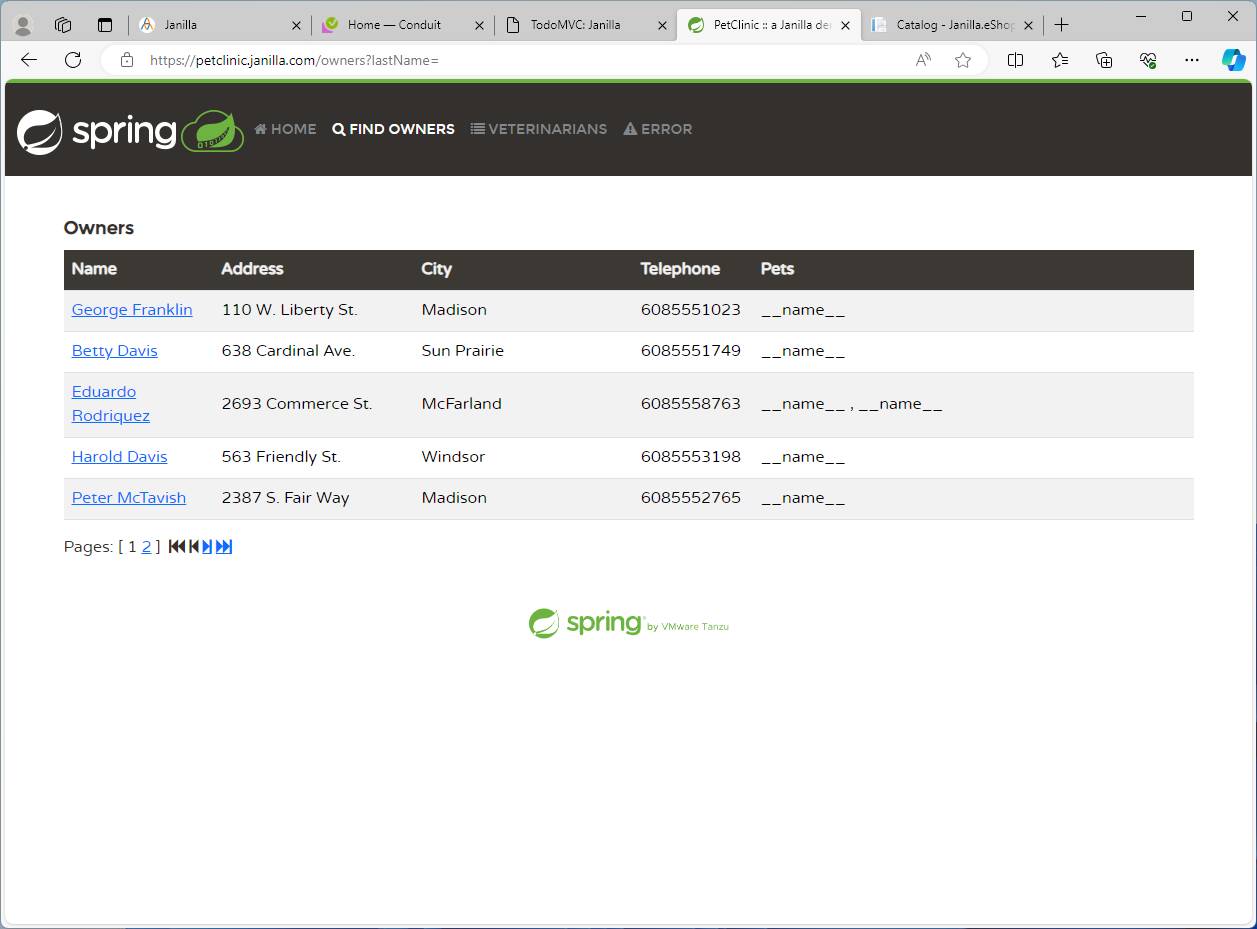 Janilla
Home — Conduit
TodoMVC: Janilla
PetClinic :: a Janilla de
Catalog - Janilla.eShop
https://petclinic.janilla.com/owners?lastName=
spring HOME FIND OWNERS VETERINARIANS ERROR
Owners
Name Address City Telephone Pets
George Franklin 110 W. Liberty St. Madison 6085551023 __name__
Betty Davis 638 Cardinal Ave. Sun Prairie 6085551749 __name__
Eduardo
Rodriquez 2693 Commerce St. McFarland 6085558763 __name__ , __name__
Harold Davis 563 Friendly St. Windsor 6085553198 __name__
Peter McTavish 2387 S. Fair Way Madison 6085552765 __name__
Pages: [ 1 2 ]
spring by VMware Tanzu